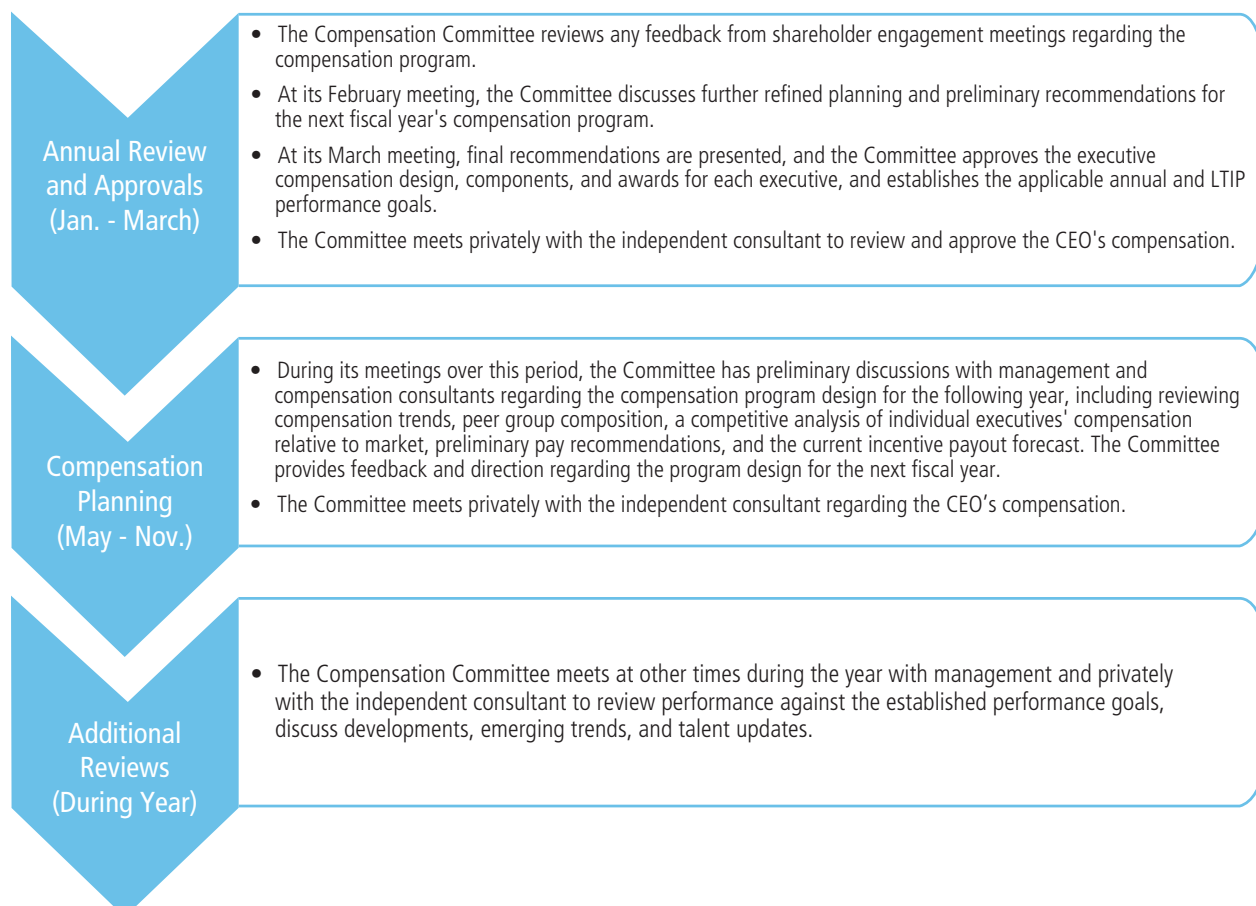 Annual Review
and Approvals
(Jan. - March)
• The Compensation Committee reviews any feedback from shareholder engagement meetings regarding the
compensation program.
• At its February meeting, the Committee discusses further refined planning and preliminary recommendations for
the next fiscal year's compensation program.
• At its March meeting, final recommendations are presented, and the Committee approves the executive
compensation design, components, and awards for each executive, and establishes the applicable annual and LTIP
performance goals.
• The Committee meets privately with the independent consultant to review and approve the CEO's compensation.
Compensation
Planning
(May - Nov.)
• During its meetings over this period, the Committee has preliminary discussions with management and
compensation consultants regarding the compensation program design for the following year, including reviewing
compensation trends, peer group composition, a competitive analysis of individual executives' compensation
relative to market, preliminary pay recommendations, and the current incentive payout forecast. The Committee
provides feedback and direction regarding the program design for the next fiscal year.
• The Committee meets privately with the independent consultant regarding the CEO’s compensation.
Additional
Reviews
(During Year)
• The Compensation Committee meets at other times during the year with management and privately
with the independent consultant to review performance against the established performance goals,
discuss developments, emerging trends, and talent updates.